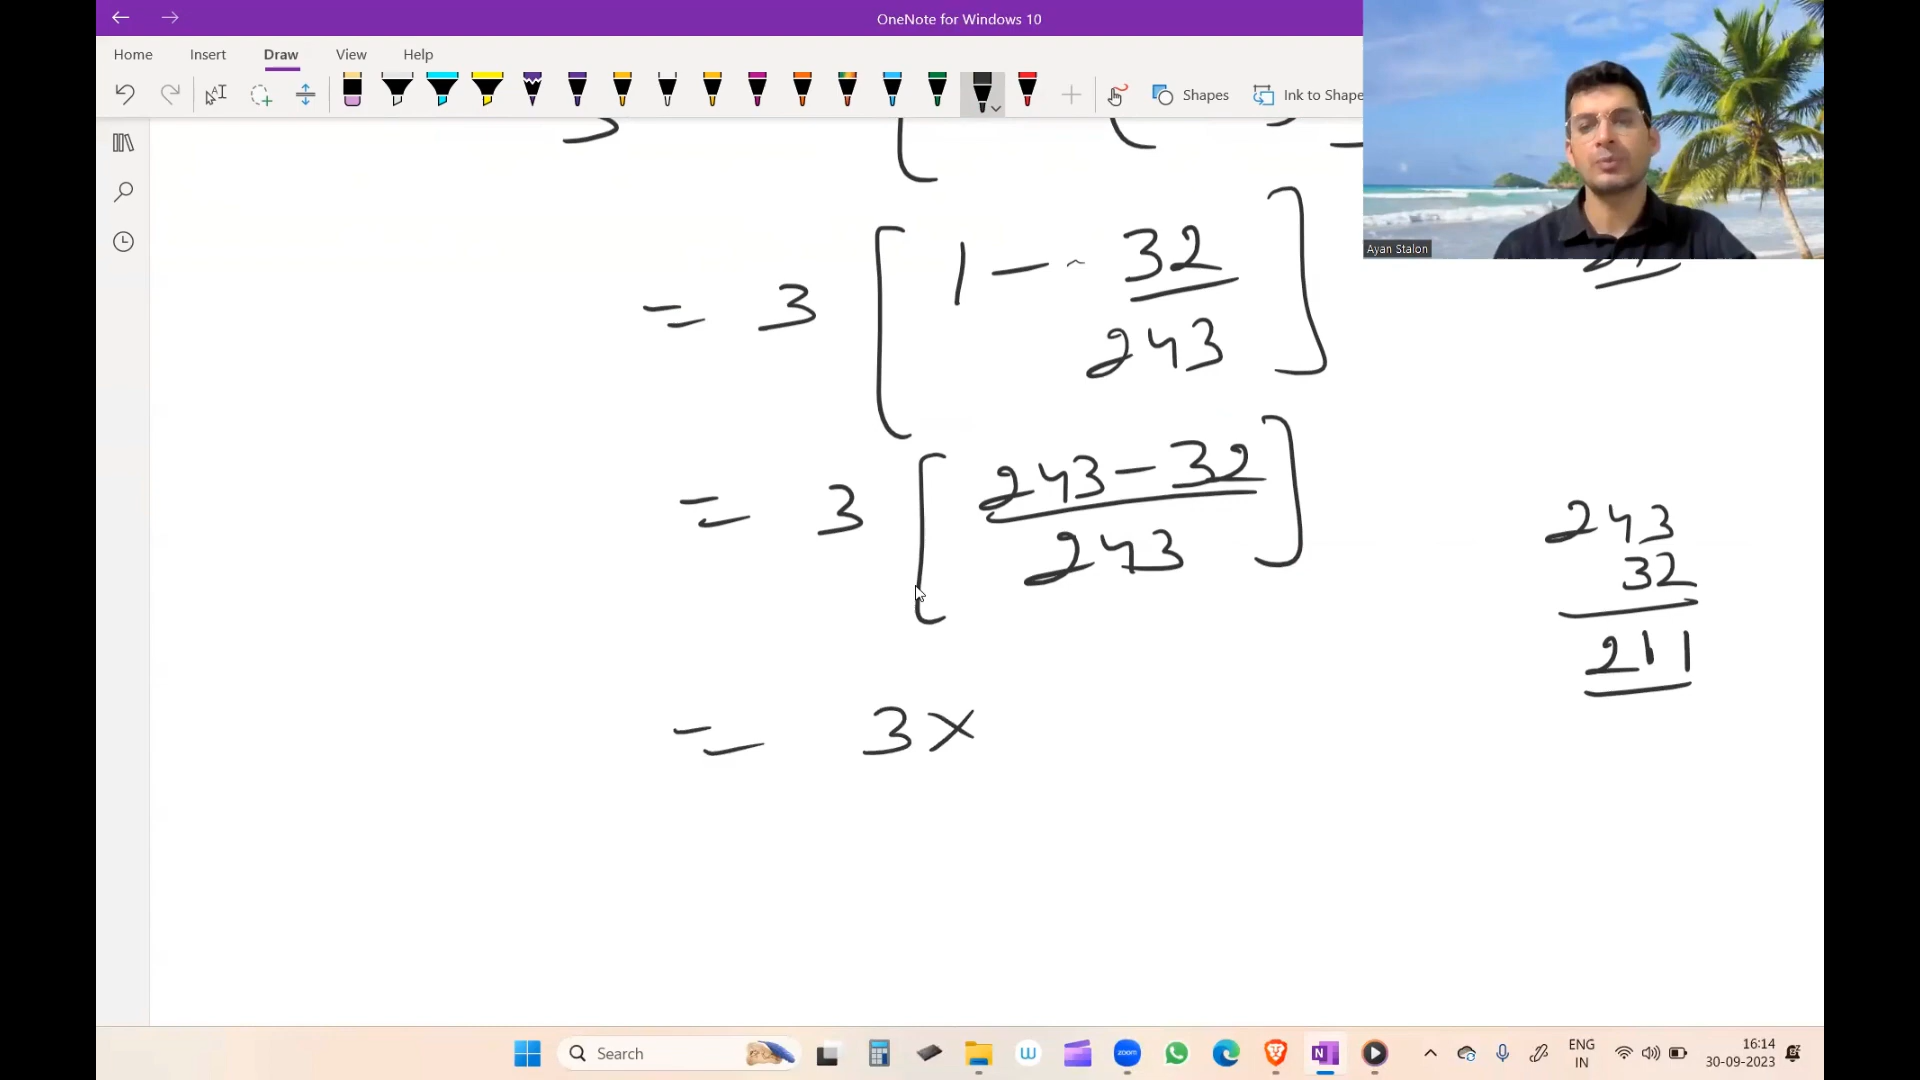 OneNote for Windows 10
Home Insert Draw View Help
Shapes Ink to Shape
Ayan Stalon
= 3 [ 1 - 32
243 ]
= 3 [ 243 - 32
243 ]
243
32
211
= 3 ×
Search
zoom
ENG
IN
16:14
30-09-2023